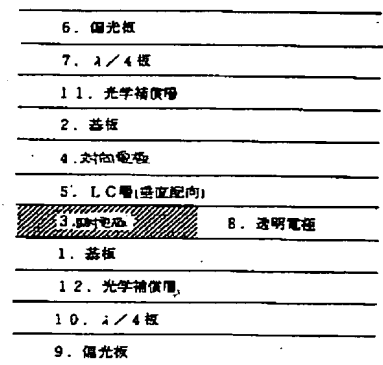 6. 偏光板
7. λ/4板
11. 光学補償層
2. 基板
4. 対向電極
5. LC層(垂直配向)
3. 反射電極 8. 透明電極
1. 基板
12. 光学補償層
10. λ/4板
9. 偏光板